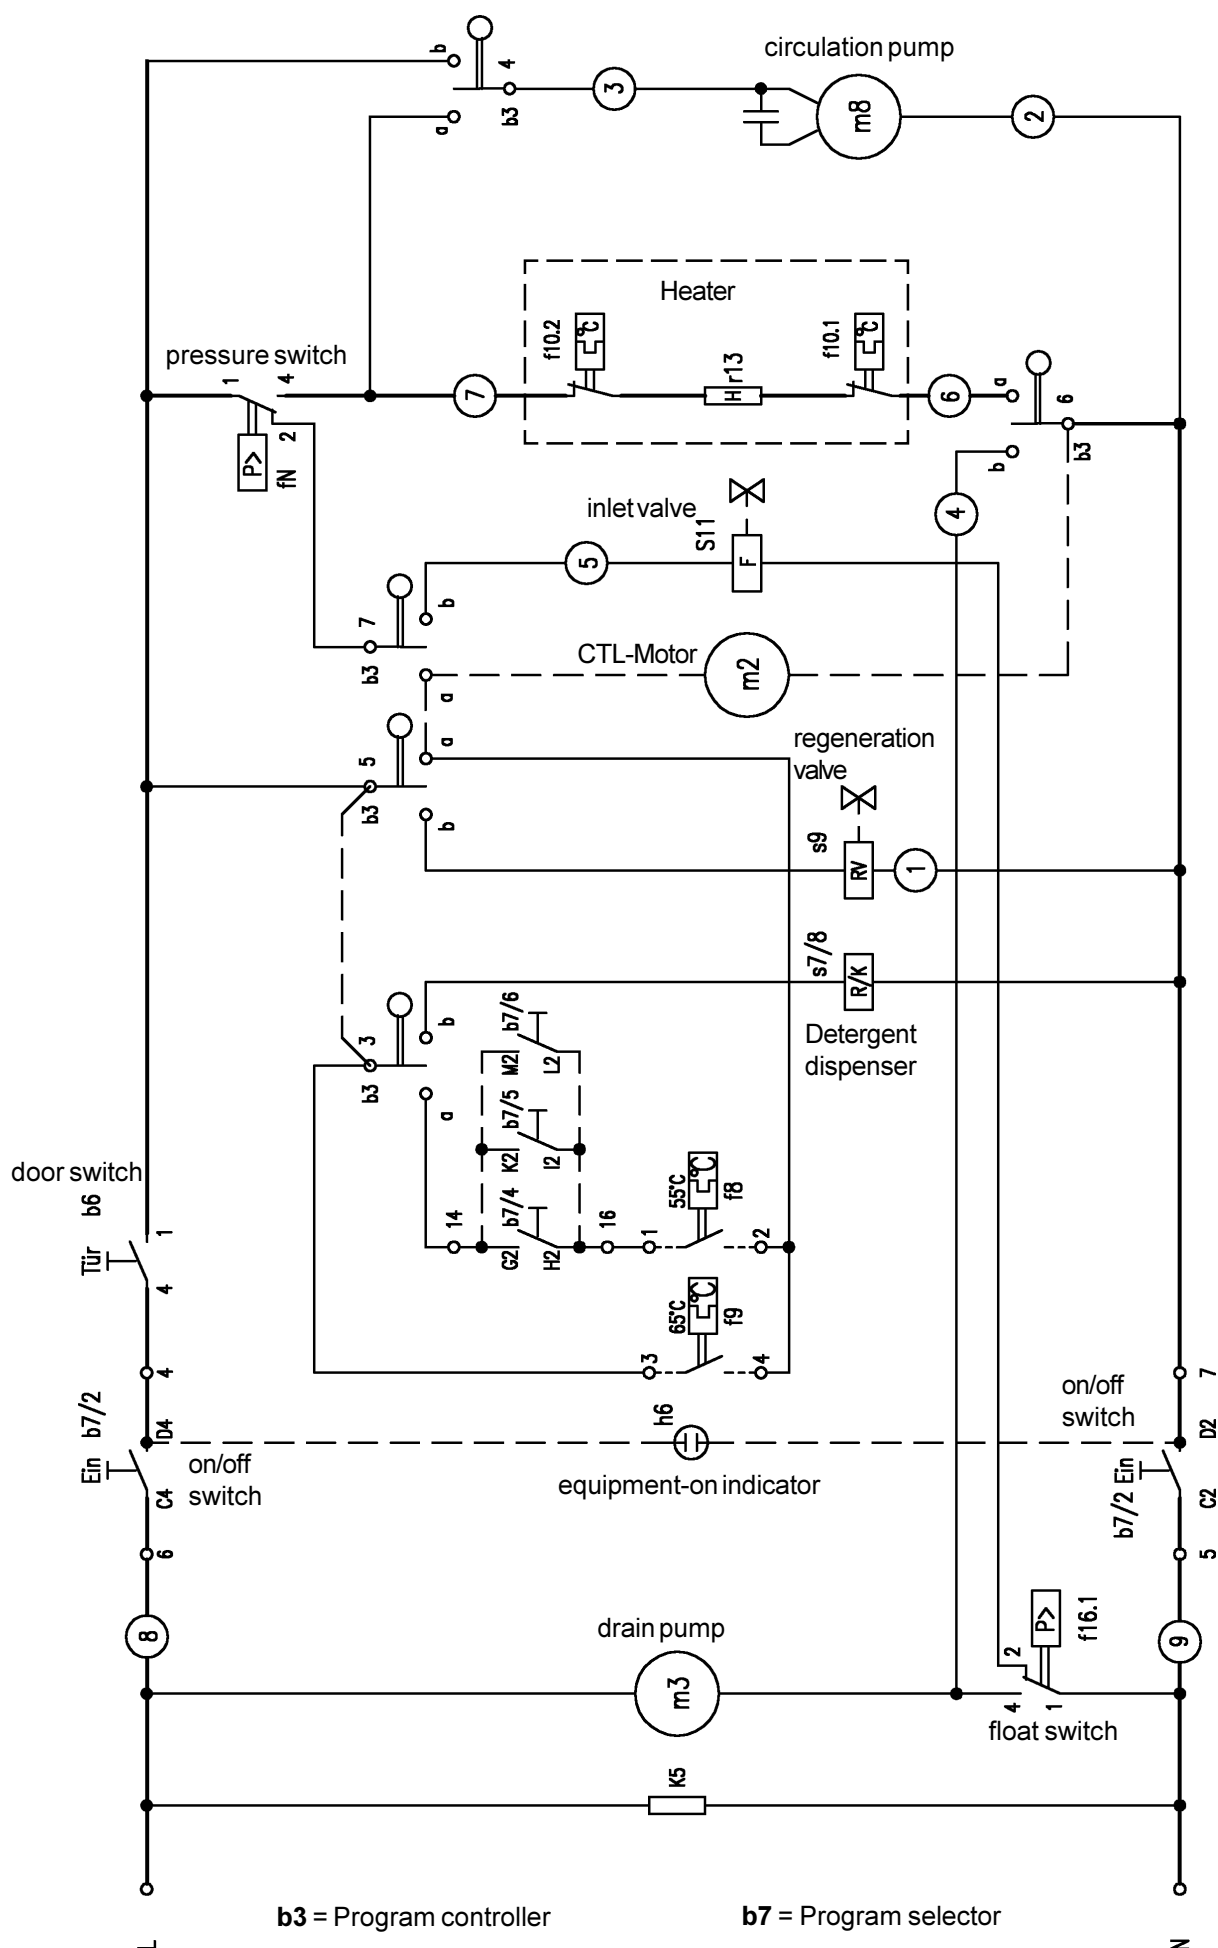 b
4
circulation pump
3
m8
2
a
b3
Heater
f10.2
°C
f10.1
°C
r13
H
pressure switch
1
4
7
6
a
6
2
P>
fN
b
b3
inlet valve
S11
4
5
F
7
b
b3
CTL-Motor
m2
a
a
regeneration
valve
5
b3
b
s9
RV
1
s7/8
R/K
Detergent
dispenser
3
b
b7/6
M2
L2
b3
a
b7/5
K2
I2
door switch
b6
Tür
1
4
14
b7/4
G2
H2
16
1
55°C
°C
f8
2
65°C
°C
f9
3
4
4
b7/2
D4
Ein
C4
on/off
switch
h6
equipment-on indicator
on/off
switch
7
D2
b7/2 Ein
C2
6
5
8
drain pump
m3
2
P>
f16.1
9
4
1
float switch
K5
b3 = Program controller
b7 = Program selector
L
N